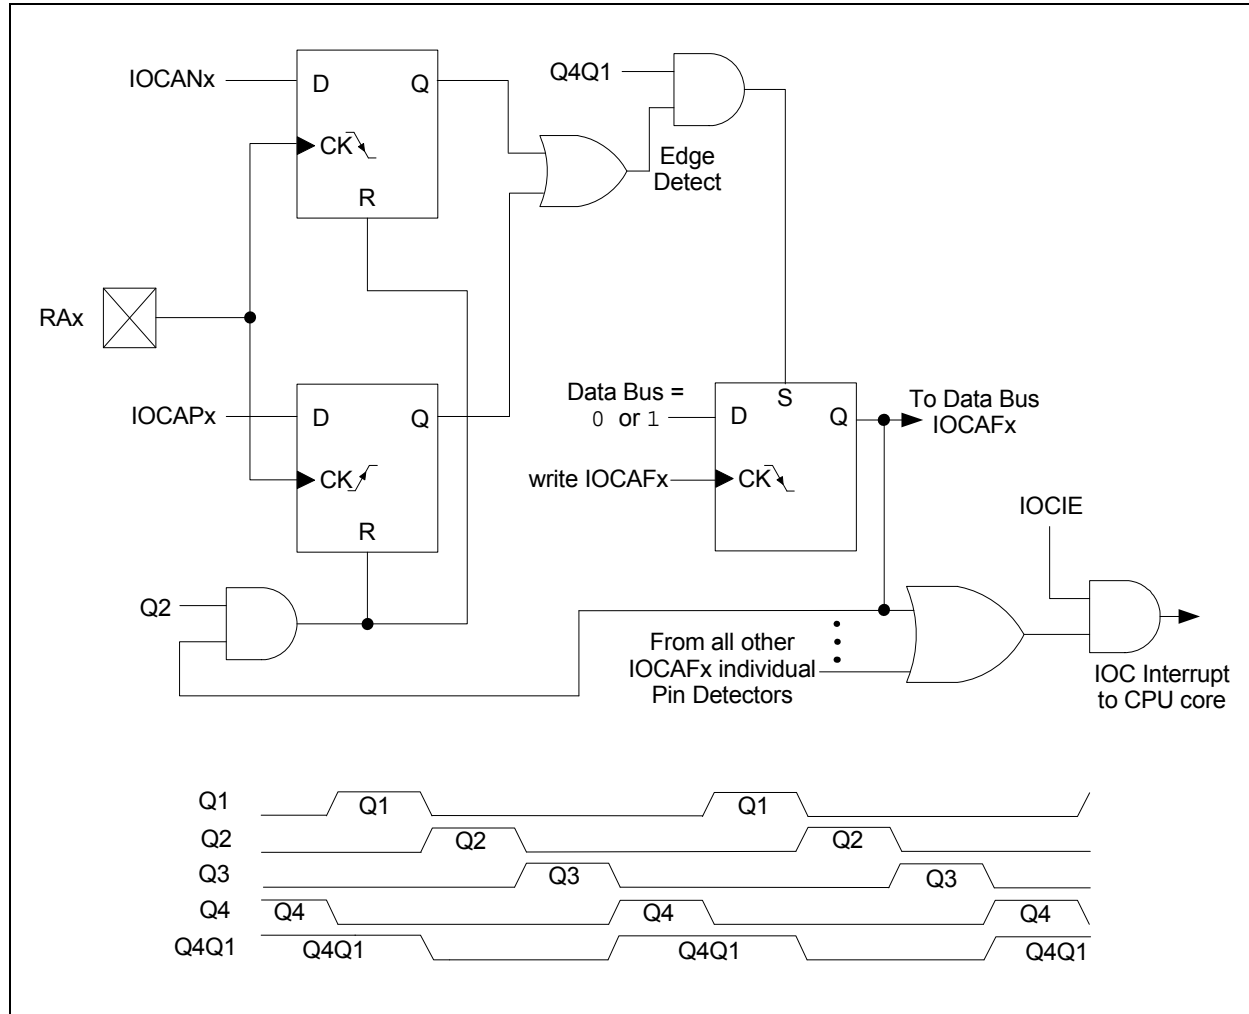 IOCANx
D
Q
CK
R
Q4Q1
Edge
Detect
RAx
IOCAPx
D
Q
CK
R
Data Bus =
0 or 1
S
D
Q
To Data Bus
IOCAFx
write IOCAFx
CK
IOCIE
Q2
From all other
IOCAFx individual
Pin Detectors
IOC Interrupt
to CPU core
Q1 Q1 Q1
Q2 Q2 Q2
Q3 Q3 Q3
Q4 Q4 Q4 Q4
Q4Q1 Q4Q1 Q4Q1 Q4Q1